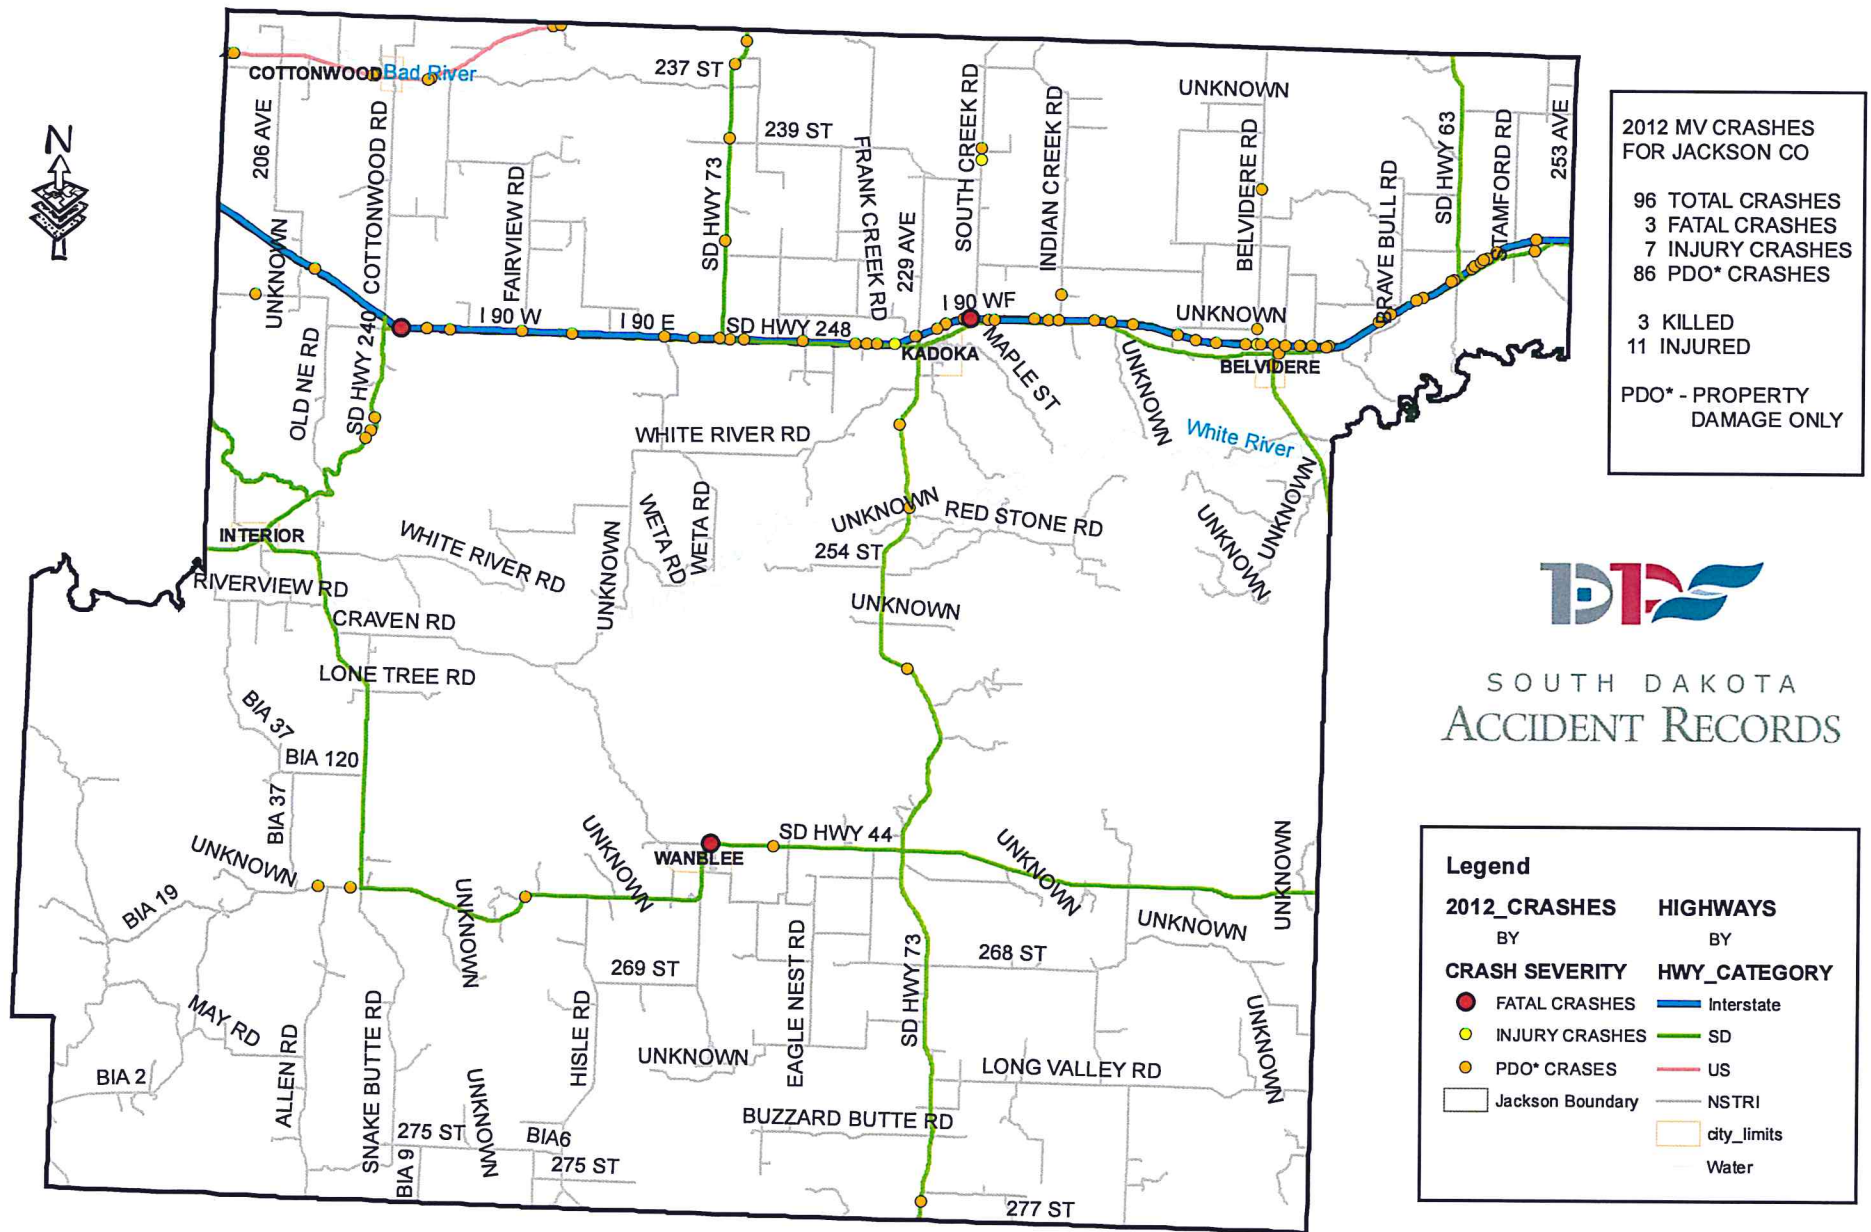 N
COTTONWOOD
Bad River
237 ST
206 AVE
COTTONWOOD RD
239 ST
SD HWY 73
FRANK CREEK RD
SOUTH CREEK RD
INDIAN CREEK RD
UNKNOWN
BELVIDERE RD
BRAVE BULL RD
SD HWY 63
STAMFORD RD
253 AVE
UNKNOWN
FAIRVIEW RD
229 AVE
I 90 W
I 90 E
SD HWY 248
I 90 WF
UNKNOWN
OLD NE RD
SD HWY 240
KADOKA
MAPLE ST
UNKNOWN
BELVIDERE
White River
WHITE RIVER RD
INTERIOR
RIVERVIEW RD
WHITE RIVER RD
UNKNOWN
WETA RD
WETA RD
UNKNOWN
RED STONE RD
254 ST
UNKNOWN
UNKNOWN
UNKNOWN
CRAVEN RD
LONE TREE RD
UNKNOWN
BIA 37
BIA 120
BIA 37
UNKNOWN
UNKNOWN
WANBLEE
SD HWY 44
UNKNOWN
UNKNOWN
BIA 19
UNKNOWN
UNKNOWN
269 ST
EAGLE NEST RD
SD HWY 73
268 ST
MAY RD
ALLEN RD
SNAKE BUTTE RD
HISLE RD
UNKNOWN
UNKNOWN
BIA 2
UNKNOWN
LONG VALLEY RD
BUZZARD BUTTE RD
275 ST
BIA6
BIA 9
275 ST
277 ST
2012 MV CRASHES
FOR JACKSON CO
96 TOTAL CRASHES
3 FATAL CRASHES
7 INJURY CRASHES
86 PDO* CRASHES
3 KILLED
11 INJURED
PDO* - PROPERTY
DAMAGE ONLY
DPS
SOUTH DAKOTA
ACCIDENT RECORDS
Legend
2012_CRASHES
BY
CRASH SEVERITY
FATAL CRASHES
INJURY CRASHES
PDO* CRASES
Jackson Boundary
HIGHWAYS
BY
HWY_CATEGORY
Interstate
SD
US
NSTRI
city_limits
Water